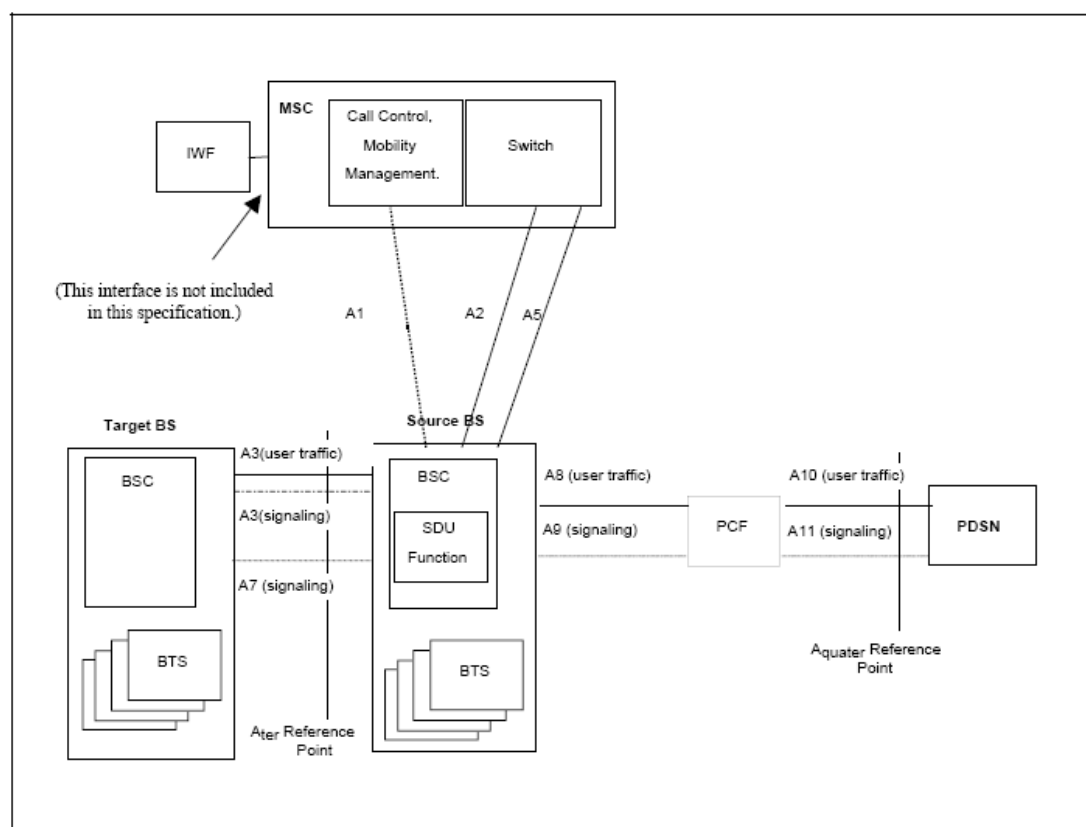 MSC
Call Control,
Mobility
Management.
Switch
IWF
(This interface is not included
in this specification.)
A1
A2
A5
Target BS
Source BS
BSC
A3(user traffic)
A3(signaling)
A7 (signaling)
BTS
Ater Reference
Point
BSC
SDU
Function
BTS
A8 (user traffic)
A9 (signaling)
PCF
A10 (user traffic)
A11 (signaling)
PDSN
Aquater Reference
Point